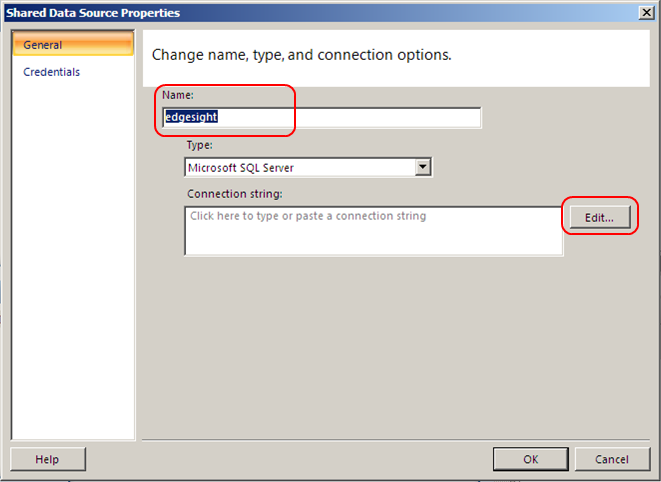 Shared Data Source Properties
General
Credentials
Change name, type, and connection options.
Name:
edgesight
Type:
Microsoft SQL Server
Connection string:
Click here to type or paste a connection string
Edit...
Help
OK
Cancel